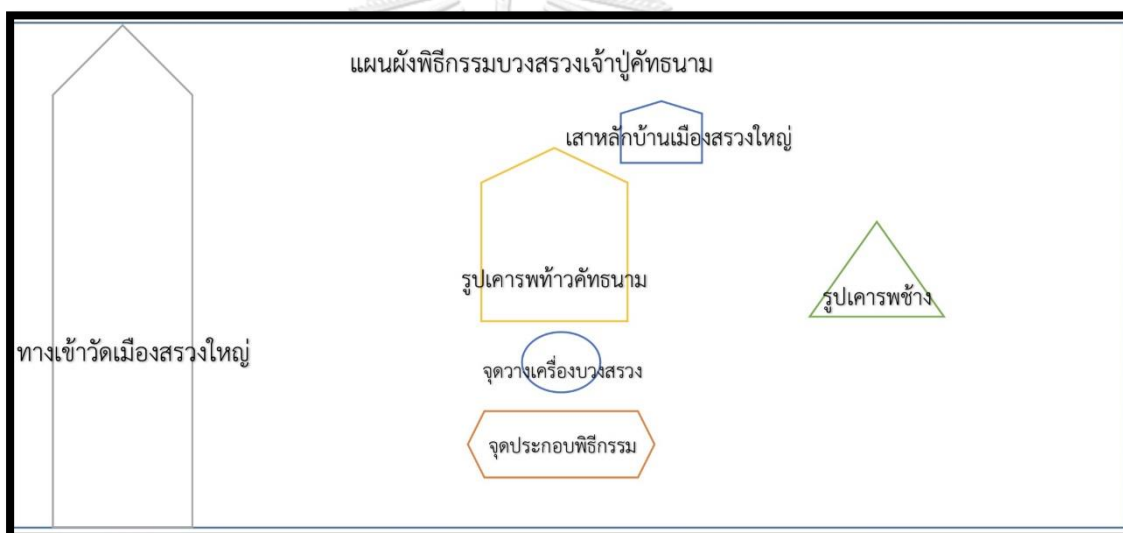 แผนผังพิธีกรรมบวงสรวงเจ้าปู่คัทธนาม
เสาหลักบ้านเมืองสรวงใหญ่
รูปเคารพท้าวคัทธนาม
รูปเคารพช้าง
ทางเข้าวัดเมืองสรวงใหญ่
จุดวางเครื่องบวงสรวง
จุดประกอบพิธีกรรม